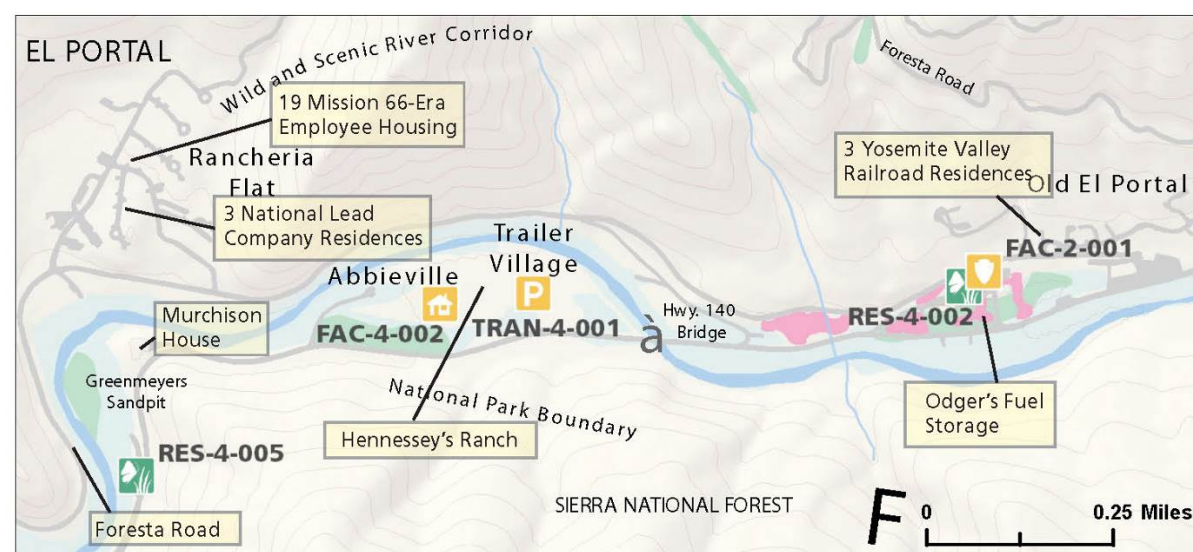 EL PORTAL
Wild and Scenic River Corridor
Foresta Road
19 Mission 66-Era
Employee Housing
Rancheria
Flat
3 National Lead
Company Residences
3 Yosemite Valley
Railroad Residences
Old El Portal
Trailer
Village
Abbieville
FAC-2-001
Murchison
House
P
FAC-4-002
TRAN-4-001
à
Hwy. 140
Bridge
RES-4-002
Greenmeyers
Sandpit
National Park Boundary
Hennessey's Ranch
Odger's Fuel
Storage
RES-4-005
Foresta Road
SIERRA NATIONAL FOREST
F
0 0.25 Miles